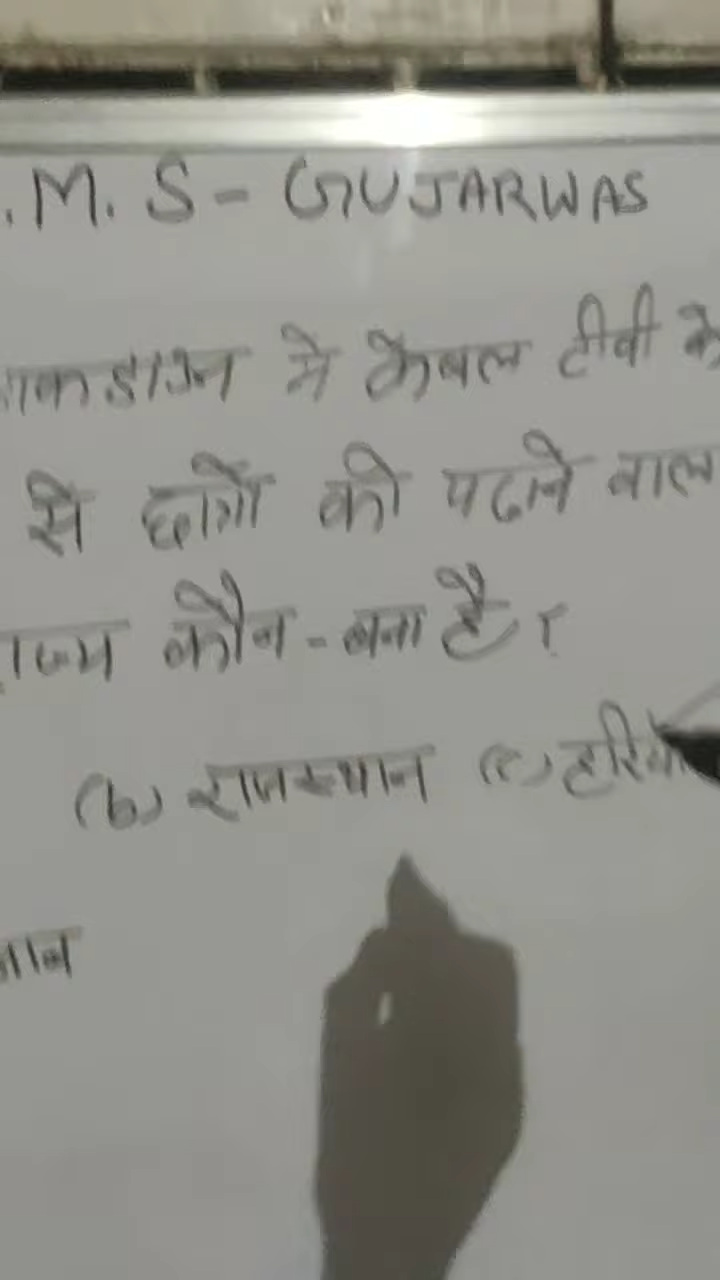 .M. S - GUJARWAS
ाकडाउन मे केबल टीवी के
से छात्रों को पढाने वाल
राज्य कौन - बना है ?
(b) राजस्थान (c) हरिय